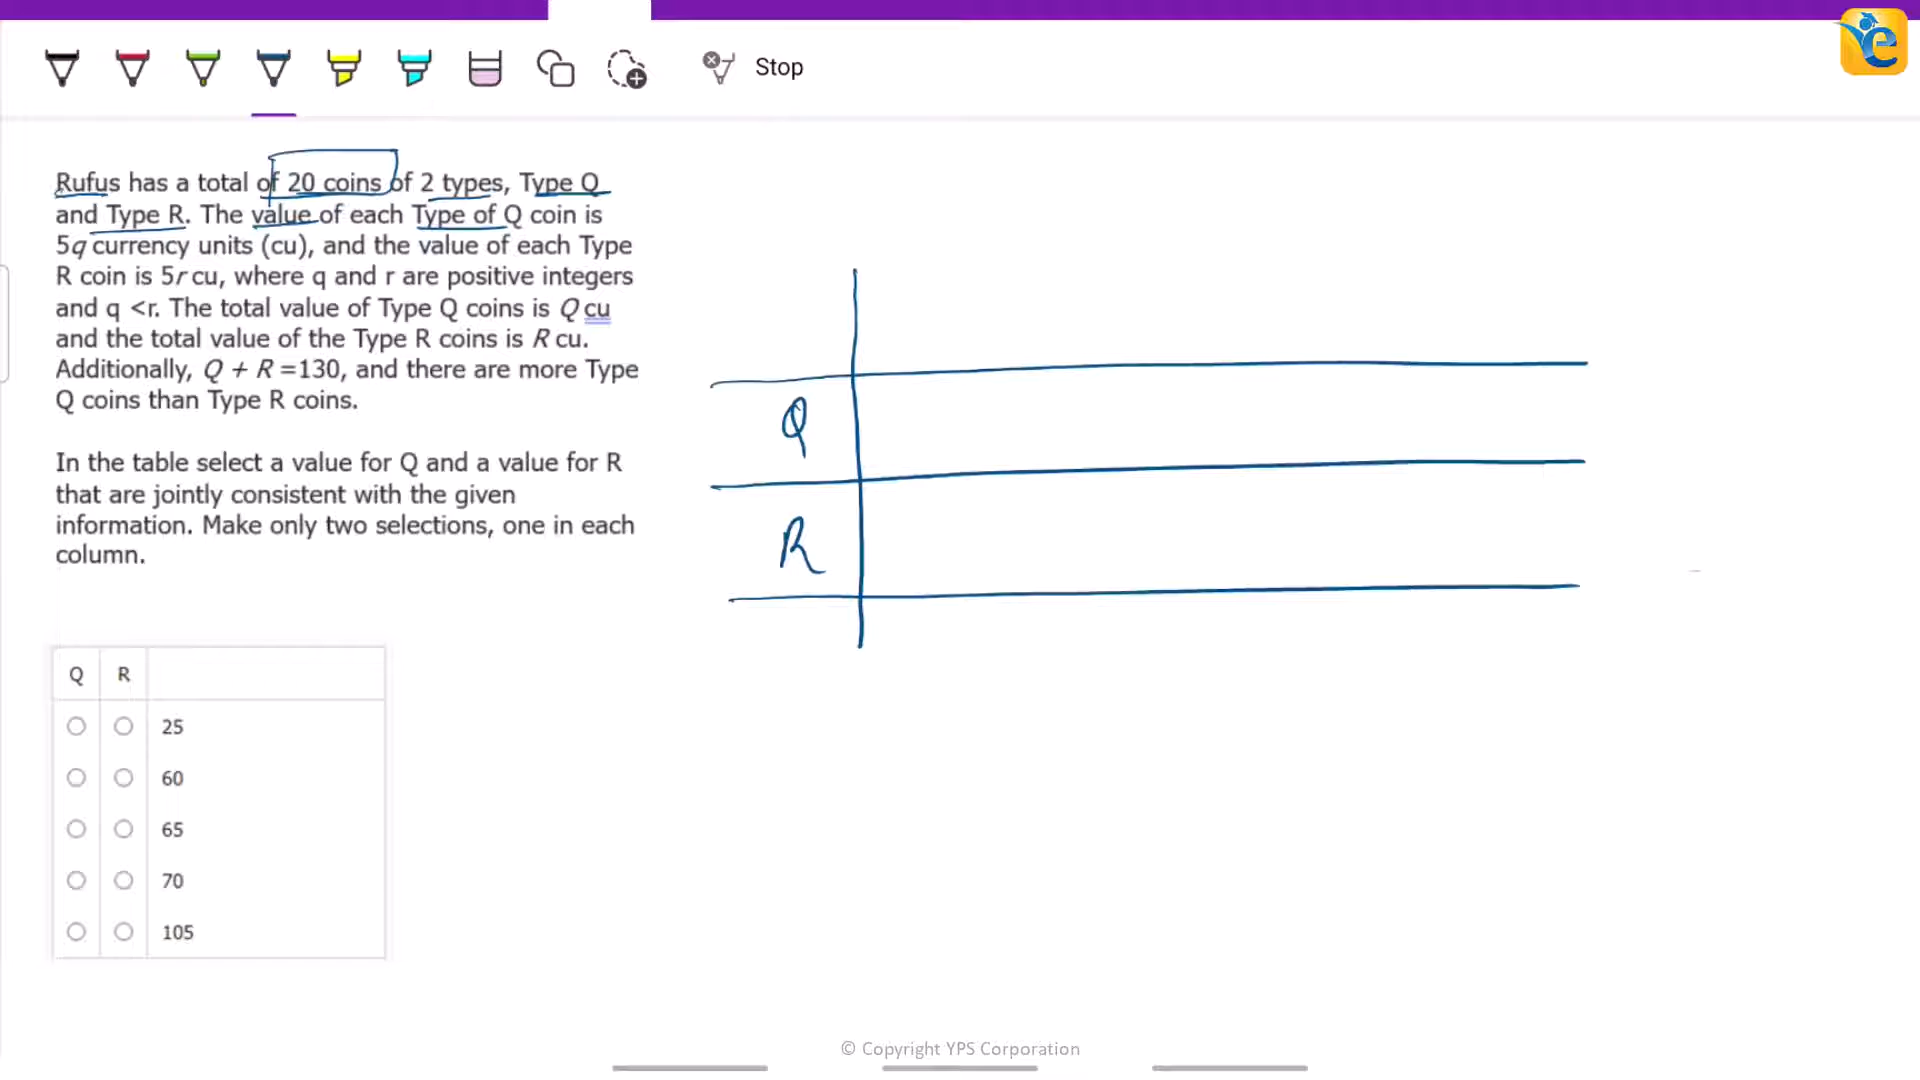 Stop
Rufus has a total of 20 coins of 2 types, Type Q
and Type R. The value of each Type of Q coin is
5q currency units (cu), and the value of each Type
R coin is 5r cu, where q and r are positive integers
and q <r. The total value of Type Q coins is Q cu
and the total value of the Type R coins is R cu.
Additionally, Q + R =130, and there are more Type
Q coins than Type R coins.
In the table select a value for Q and a value for R
that are jointly consistent with the given
information. Make only two selections, one in each
column.
Q R
25
60
65
70
105
Q
R
© Copyright YPS Corporation
e